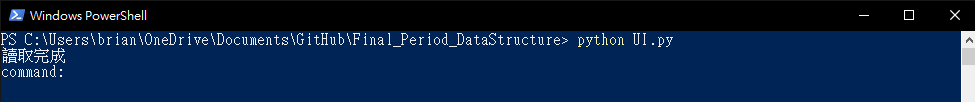 Windows PowerShell
PS C:\Users\brian\OneDrive\Documents\GitHub\Final_Period_DataStructure> python UI.py
讀取完成
command: